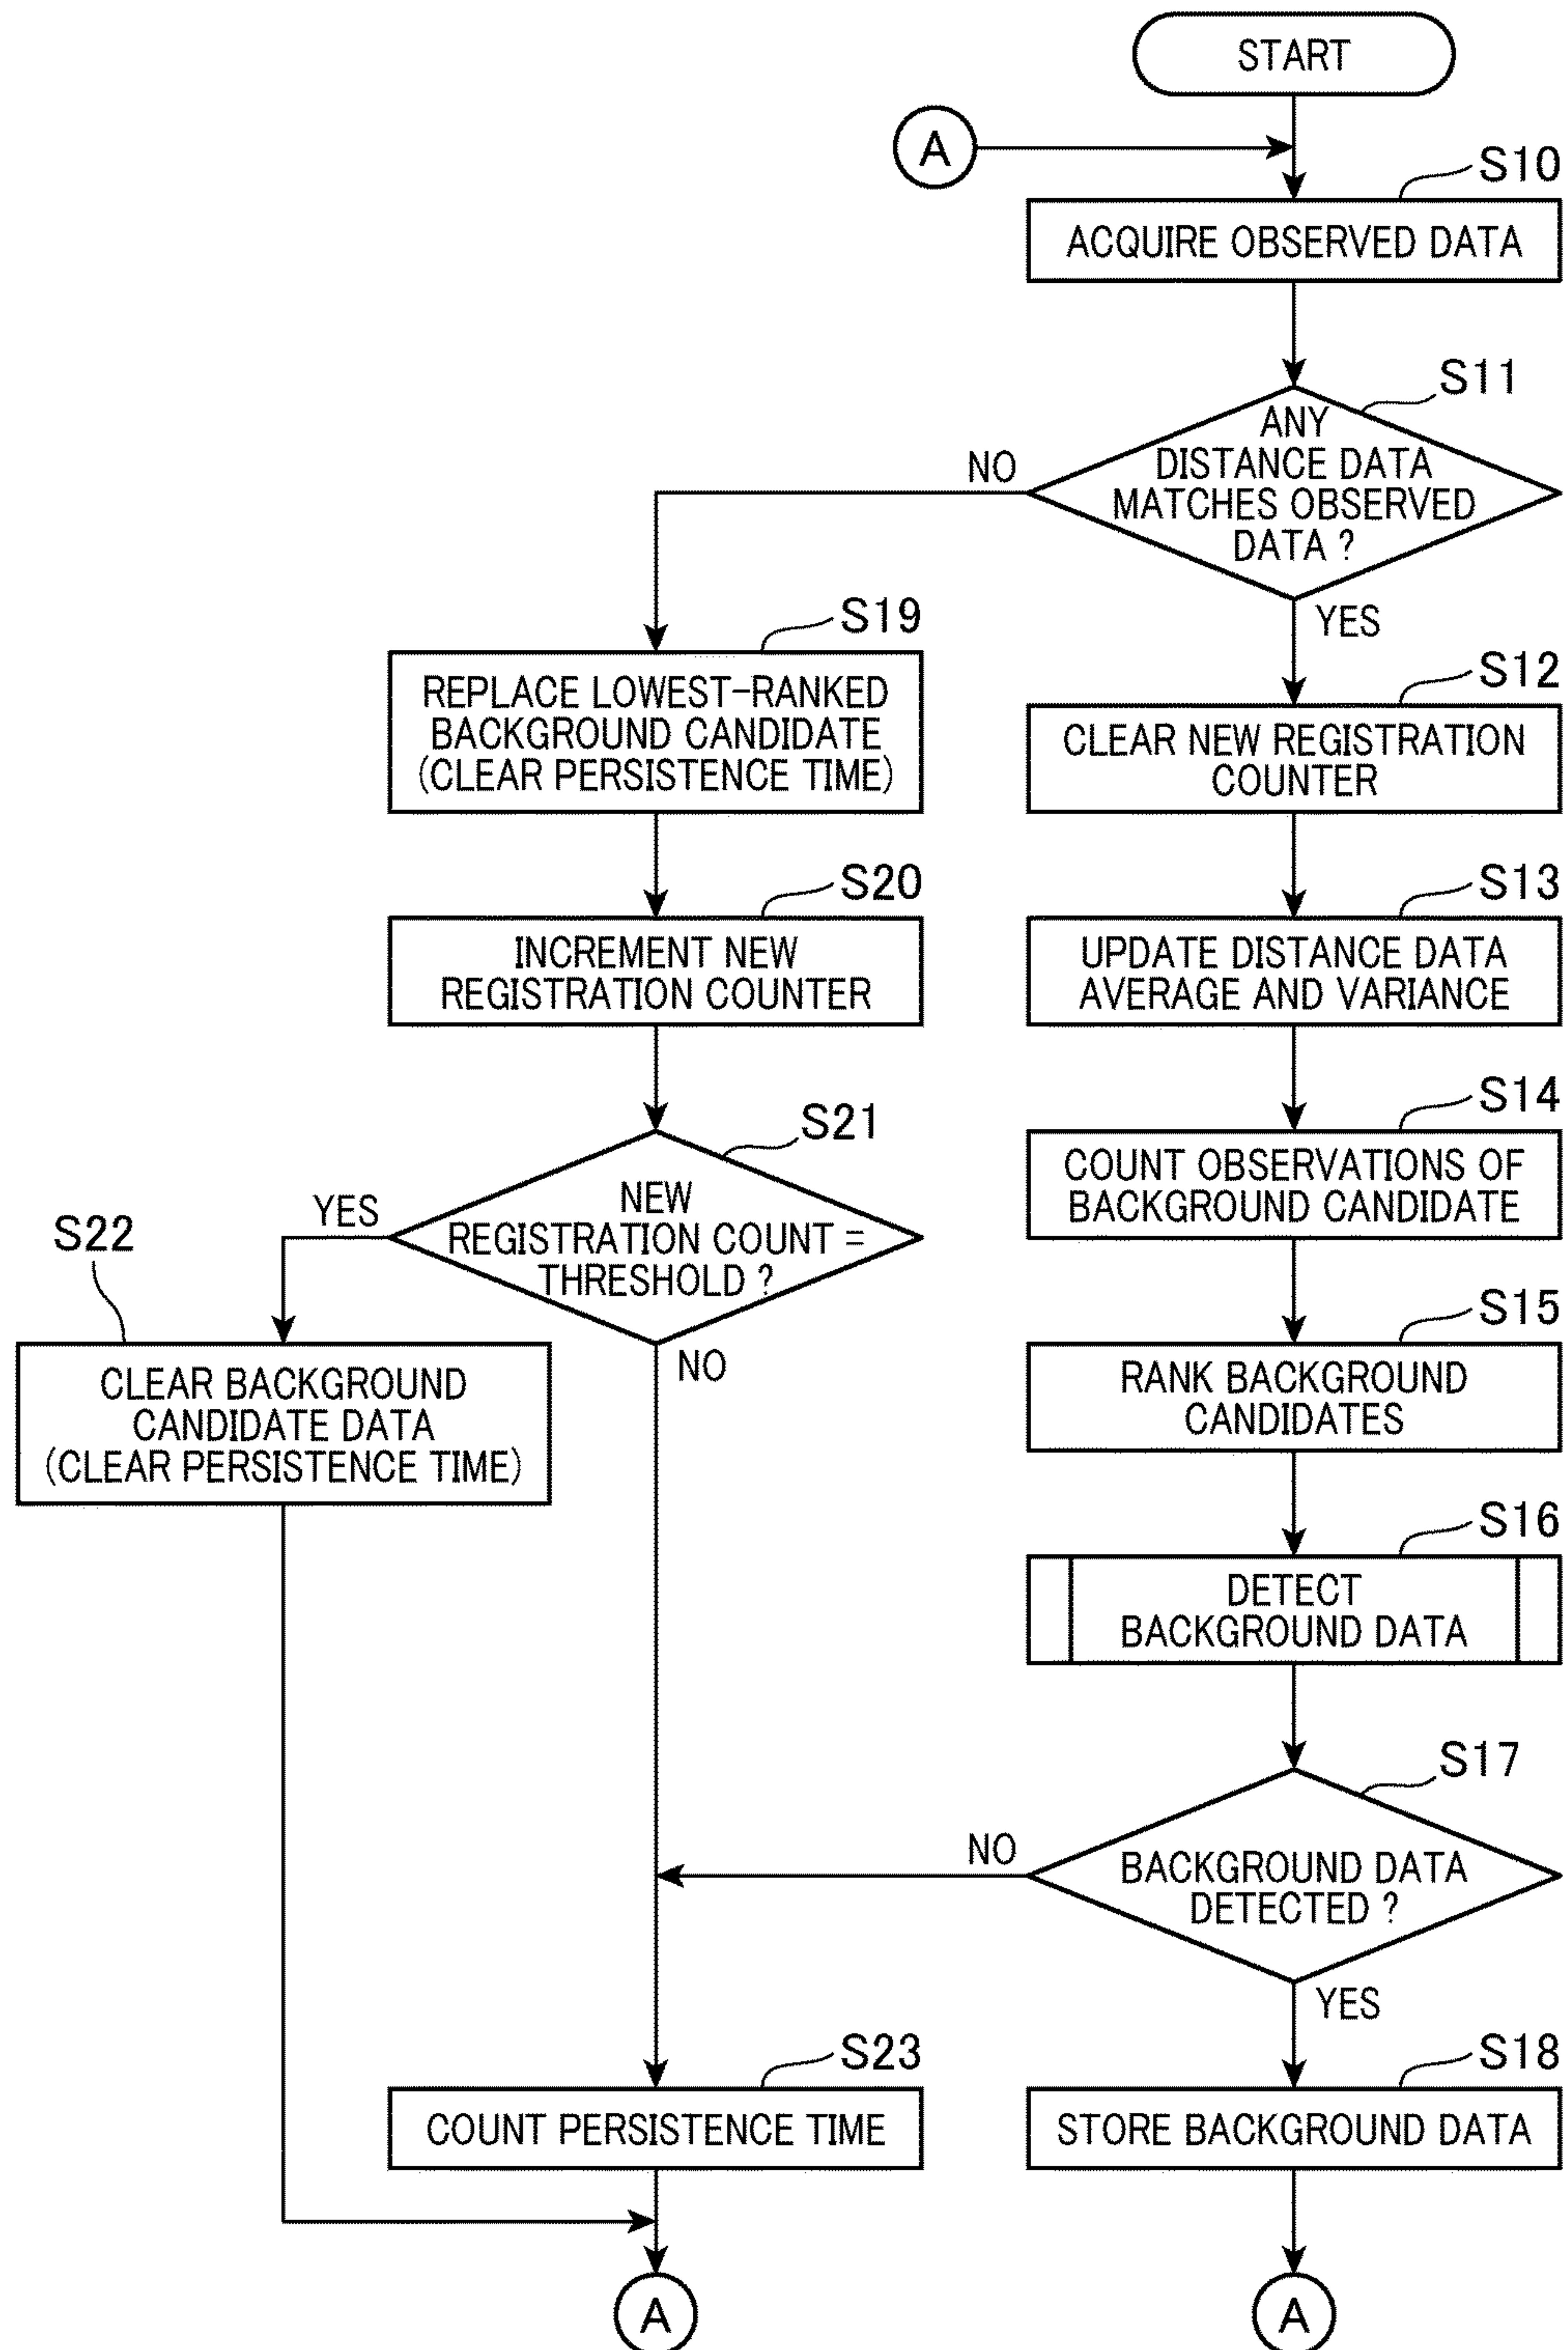 START
A
S10
ACQUIRE OBSERVED DATA
S11
ANY
DISTANCE DATA
MATCHES OBSERVED
DATA ?
NO
YES
S19
REPLACE LOWEST-RANKED
BACKGROUND CANDIDATE
(CLEAR PERSISTENCE TIME)
S12
CLEAR NEW REGISTRATION
COUNTER
S20
INCREMENT NEW
REGISTRATION COUNTER
S13
UPDATE DISTANCE DATA
AVERAGE AND VARIANCE
S21
NEW
REGISTRATION COUNT =
THRESHOLD ?
YES
NO
S14
COUNT OBSERVATIONS OF
BACKGROUND CANDIDATE
S22
CLEAR BACKGROUND
CANDIDATE DATA
(CLEAR PERSISTENCE TIME)
S15
RANK BACKGROUND
CANDIDATES
S16
DETECT
BACKGROUND DATA
S17
BACKGROUND DATA
DETECTED ?
NO
YES
S23
COUNT PERSISTENCE TIME
S18
STORE BACKGROUND DATA
A
A